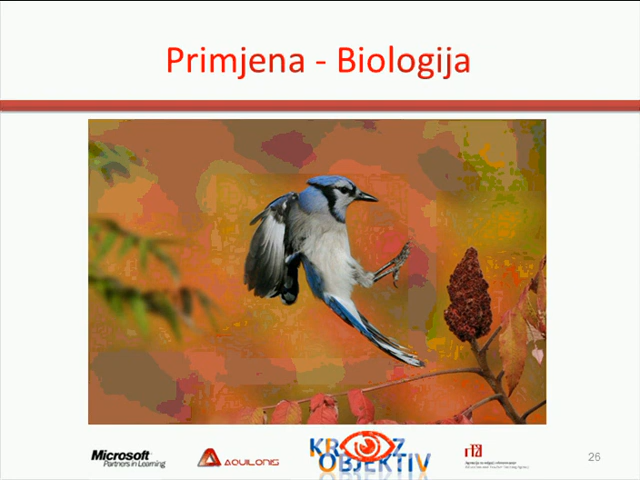 Primjena - Biologija
Microsoft
Partners in Learning
AQUILONIS
KROZ
OBJEKTIV
26